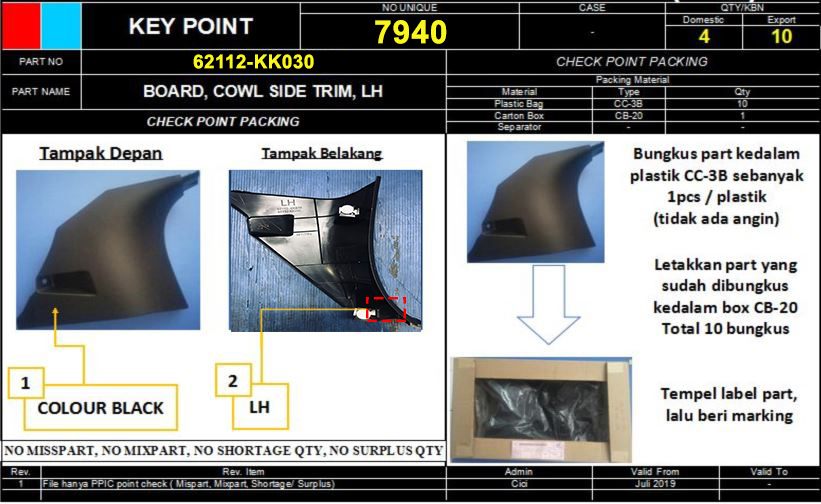 KEY POINT
NO UNIQUE
7940
CASE
-
QTY/KBN
Domestic
Export
4
10
PART NO
62112-KK030
PART NAME
BOARD, COWL SIDE TRIM, LH
CHECK POINT PACKING
CHECK POINT PACKING
Packing Material
Material Type Qty
Plastic Bag CC-3B 10
Carton Box CB-20 1
Separator - -
Tampak Depan
Tampak Belakang
LH
1
COLOUR BLACK
2
LH
Bungkus part kedalam
plastik CC-3B sebanyak
1pcs / plastik
(tidak ada angin)
Letakkan part yang
sudah dibungkus
kedalam box CB-20
Total 10 bungkus
Tempel label part,
lalu beri marking
NO MISSPART, NO MIXPART, NO SHORTAGE QTY, NO SURPLUS QTY
Rev. Rev. Item Admin Valid From Valid To
1 File hanya PPIC point check ( Mispart, Mixpart, Shortage/ Surplus) Cici Juli 2019 -